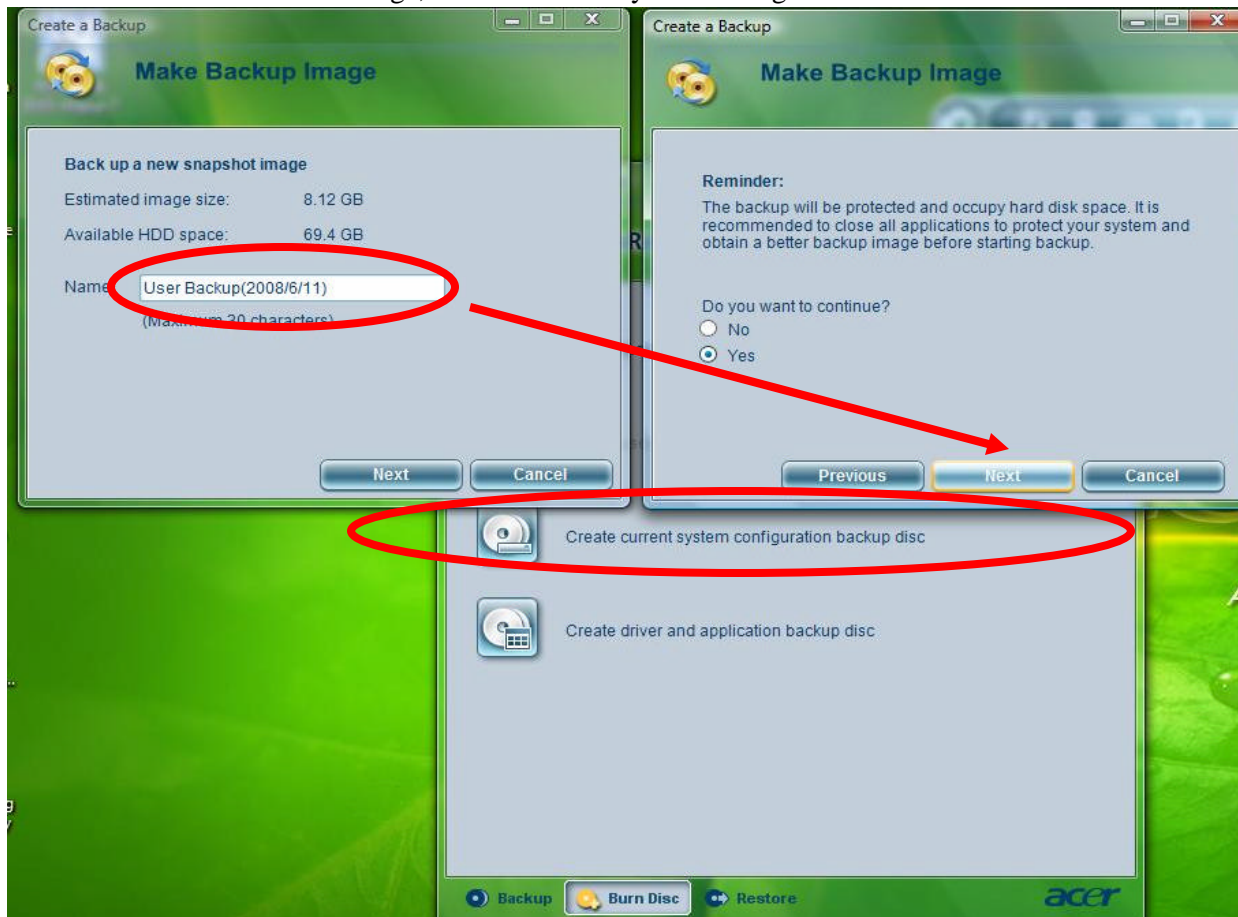 Create a Backup
Make Backup Image
Back up a new snapshot image
Estimated image size: 8.12 GB
Available HDD space: 69.4 GB
Name User Backup(2008/6/11)
(Maximum 30 characters)
Next Cancel
Create a Backup
Make Backup Image
Reminder:
The backup will be protected and occupy hard disk space. It is
recommended to close all applications to protect your system and
obtain a better backup image before starting backup.
Do you want to continue?
No
Yes
Previous Next Cancel
Create current system configuration backup disc
Create driver and application backup disc
Backup Burn Disc Restore acer